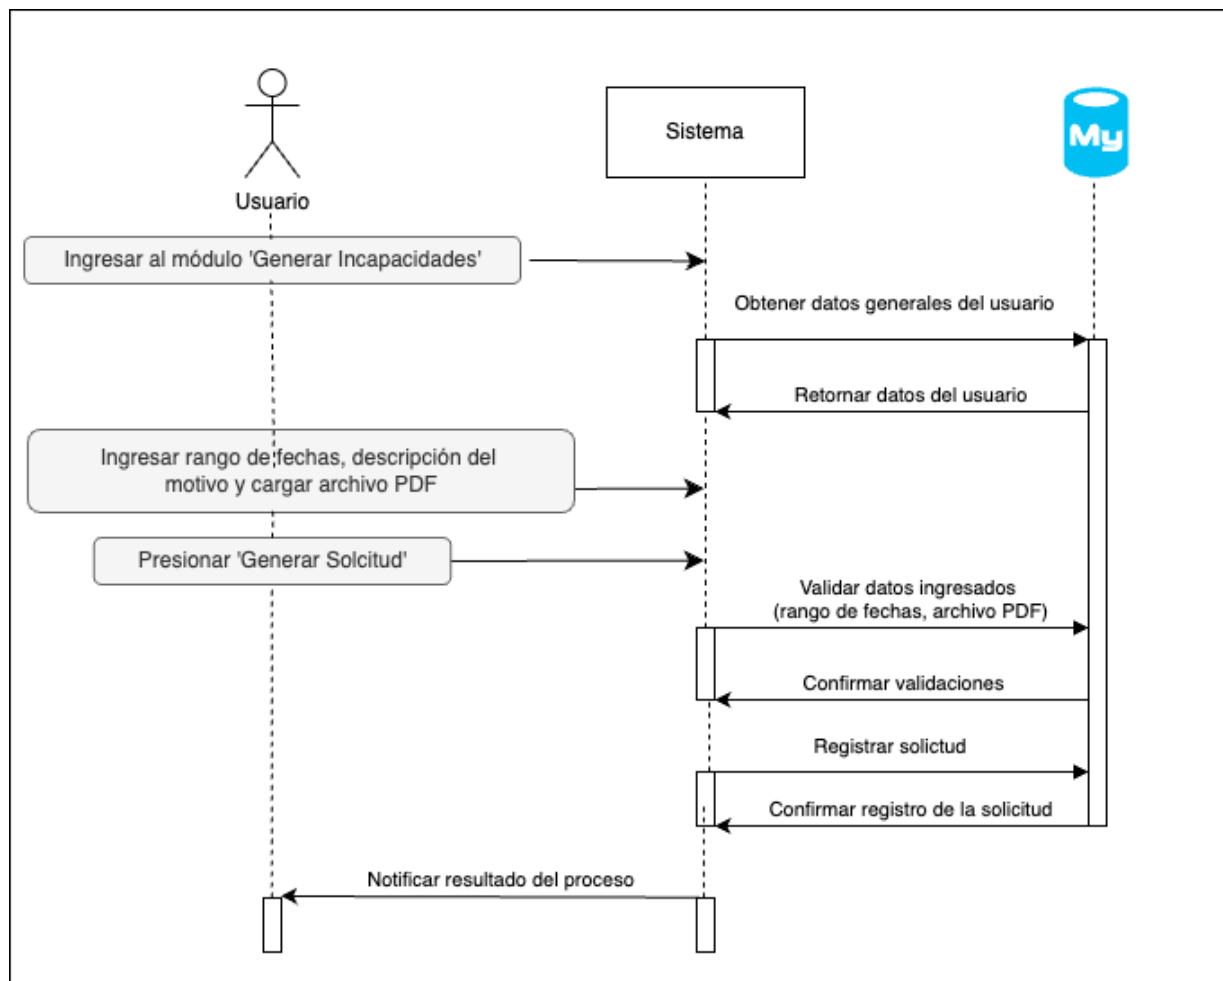 Sistema
My
Usuario
Ingresar al módulo 'Generar Incapacidades'
Obtener datos generales del usuario
Retornar datos del usuario
Ingresar rango de fechas, descripción del
motivo y cargar archivo PDF
Presionar 'Generar Solcitud'
Validar datos ingresados
(rango de fechas, archivo PDF)
Confirmar validaciones
Registrar solictud
Confirmar registro de la solicitud
Notificar resultado del proceso